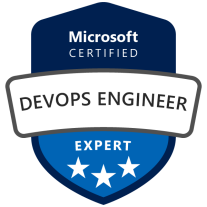 Microsoft
CERTIFIED
DEVOPS ENGINEER
EXPERT